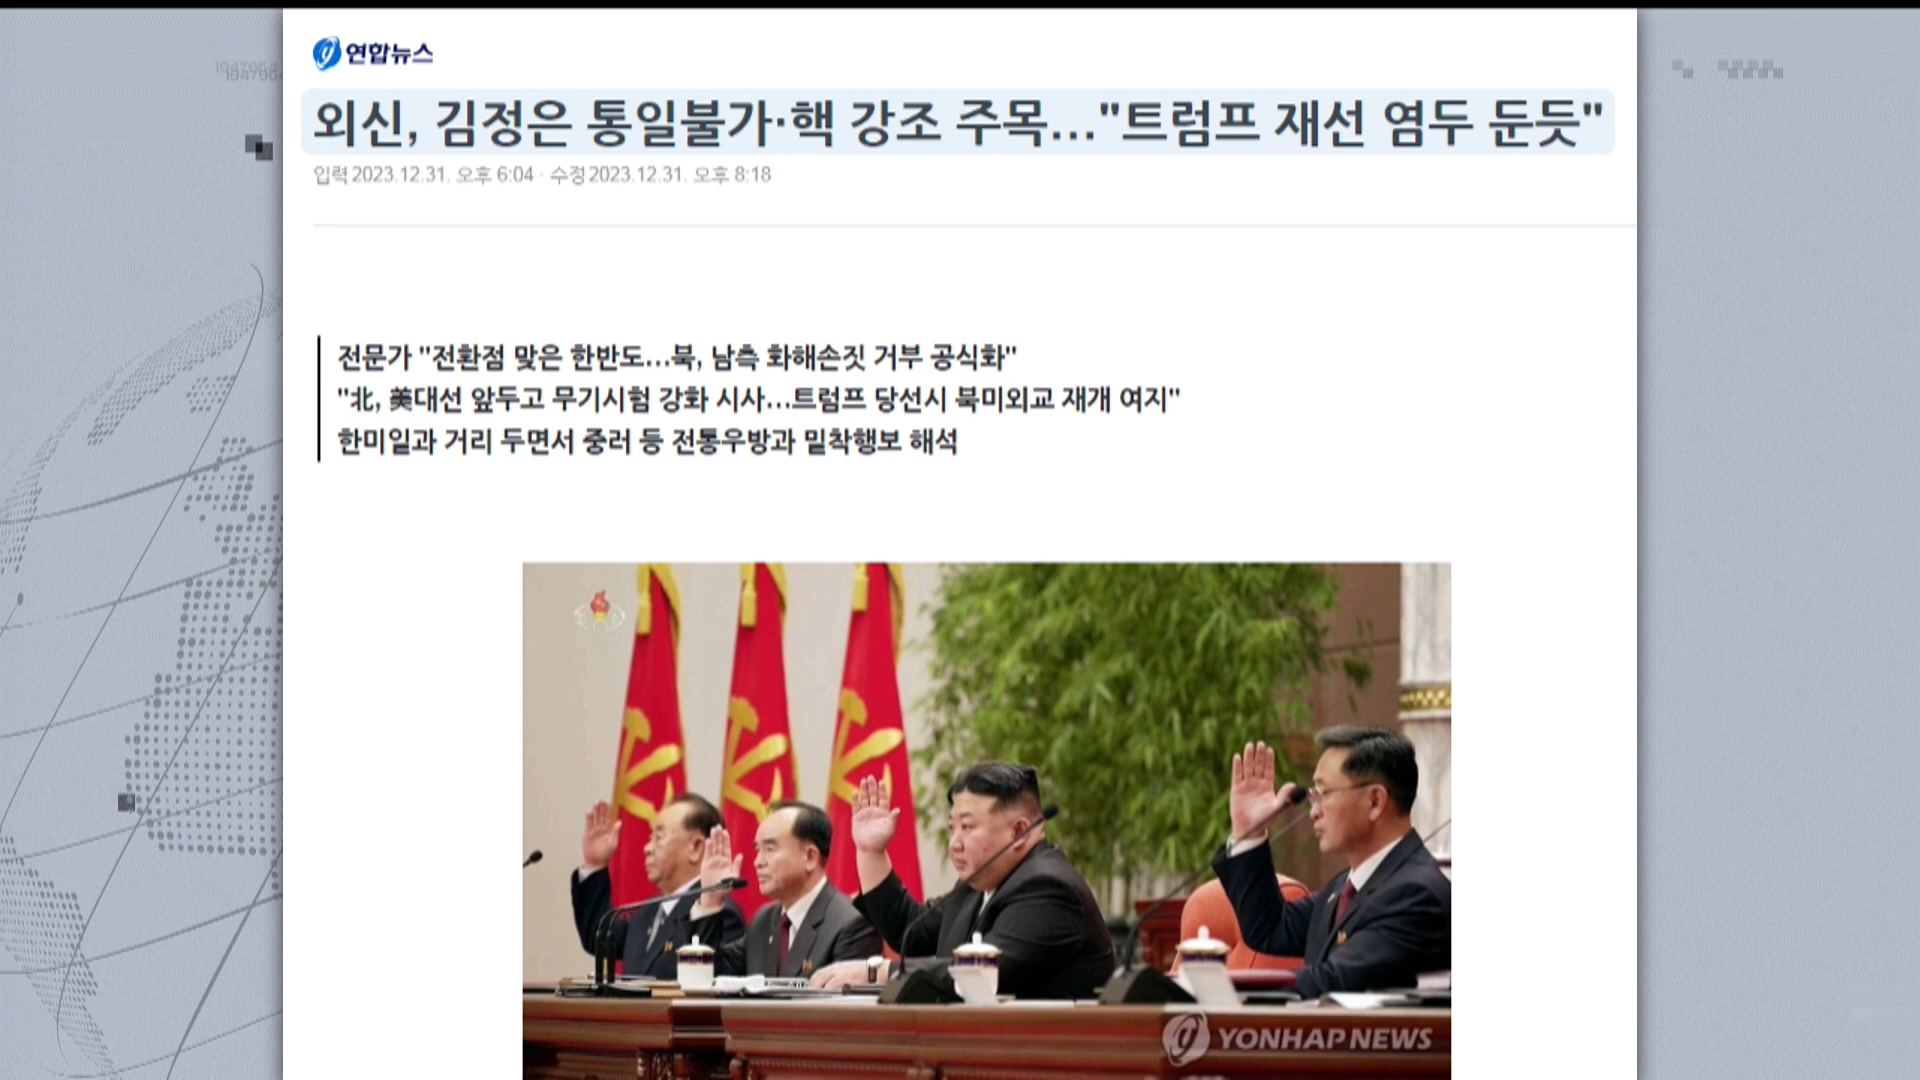 연합뉴스
외신, 김정은 통일불가·핵 강조 주목..."트럼프 재선 염두 둔듯"
입력 2023.12.31. 오후 6:04 · 수정 2023.12.31. 오후 8:18
전문가 "전환점 맞은 한반도...북, 남측 화해손짓 거부 공식화"
"北, 美대선 앞두고 무기시험 강화 시사...트럼프 당선시 북미외교 재개 여지"
한미일과 거리 두면서 중러 등 전통우방과 밀착행보 해석
YONHAP NEWS